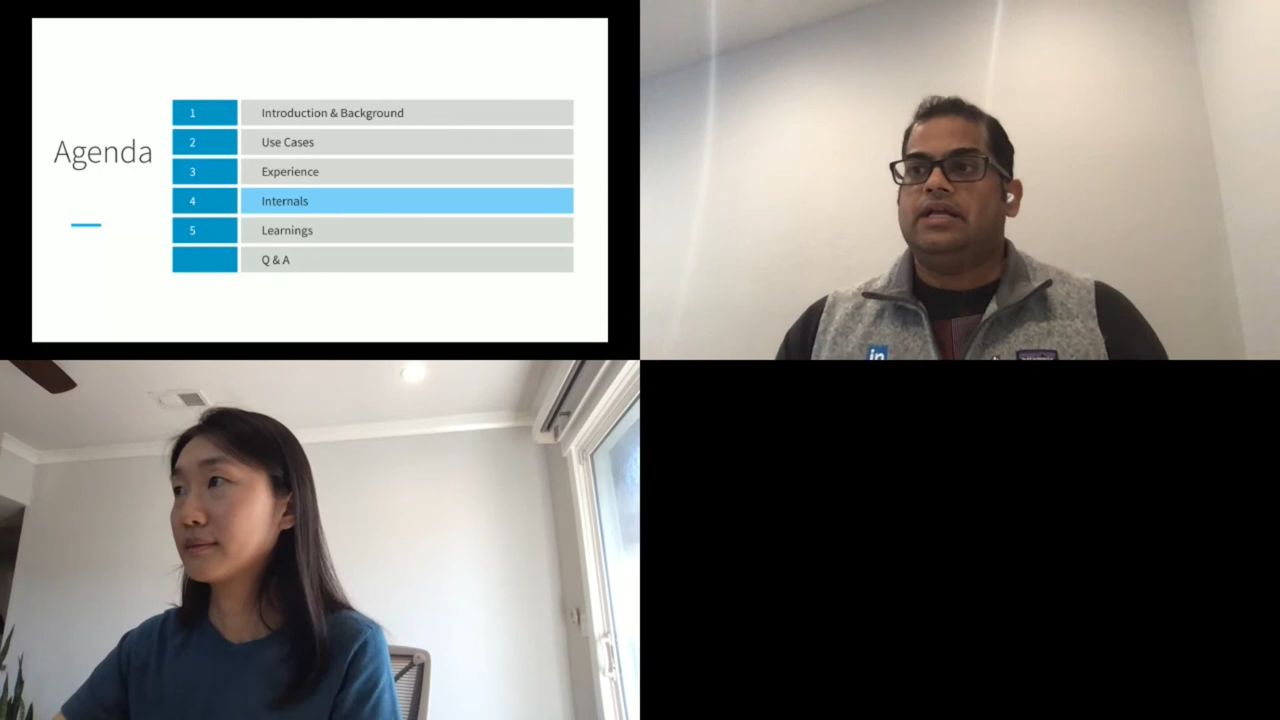 Agenda
1 Introduction & Background
2 Use Cases
3 Experience
4 Internals
5 Learnings
Q & A
in